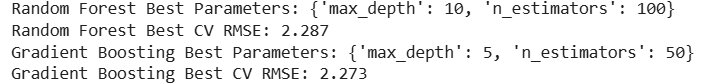 Random Forest Best Parameters: {'max_depth': 10, 'n_estimators': 100}
Random Forest Best CV RMSE: 2.287
Gradient Boosting Best Parameters: {'max_depth': 5, 'n_estimators': 50}
Gradient Boosting Best CV RMSE: 2.273